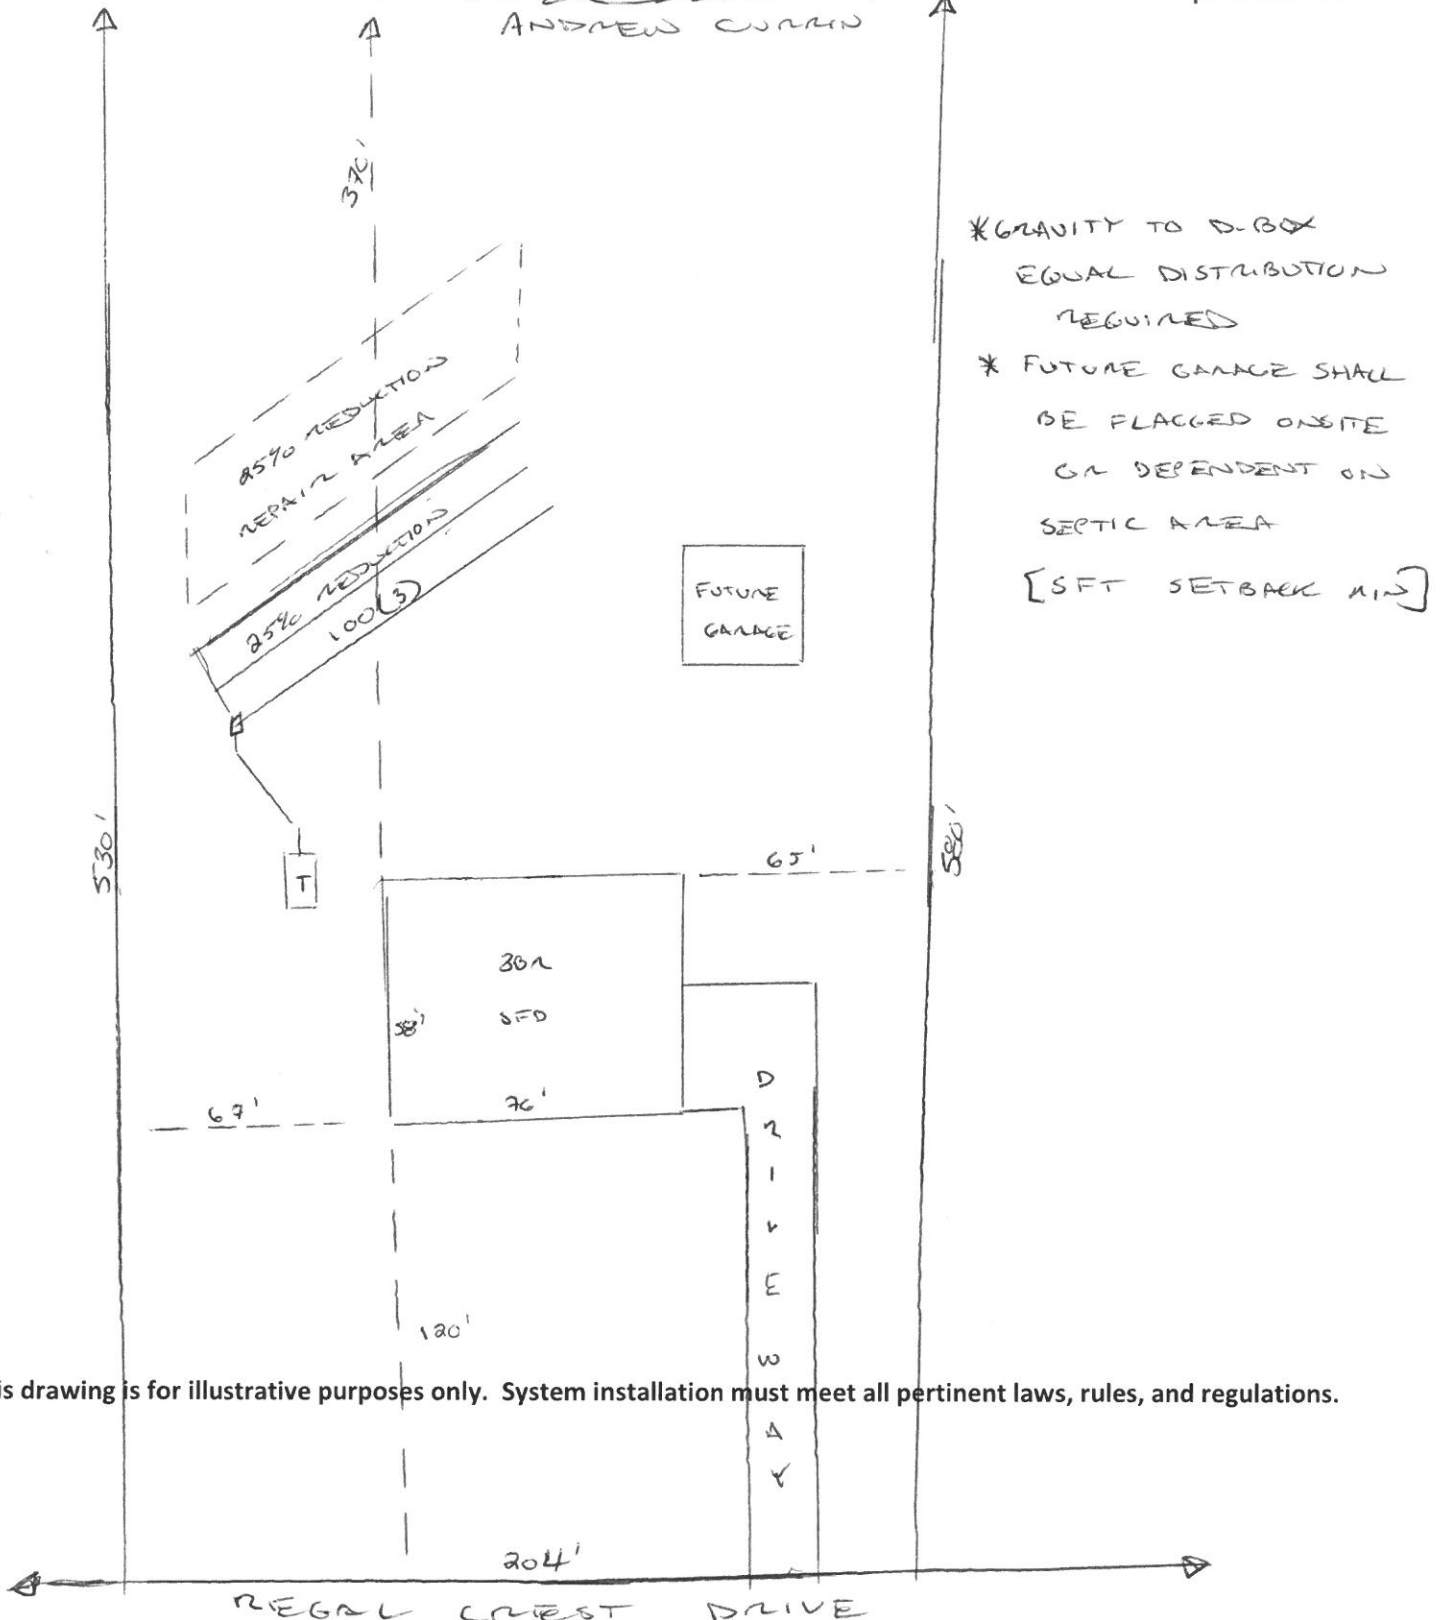 ANDREW CURRIN
370'
*GRAVITY TO D-BOX
EQUAL DISTRIBUTION
REQUIRED
* FUTURE GARAGE SHALL
BE FLAGGED ONSITE
OR DEPENDENT ON
SEPTIC AREA
[5FT SETBACK MIN]
25% REDUCTION
REPAIR AREA
25% REDUCTION
100(3)
FUTURE
GARAGE
530'
580'
T
65'
3BR
SFD
58'
76'
67'
DRIVEWAY
120'
is drawing is for illustrative purposes only. System installation must meet all pertinent laws, rules, and regulations.
204'
REGAL CREST DRIVE